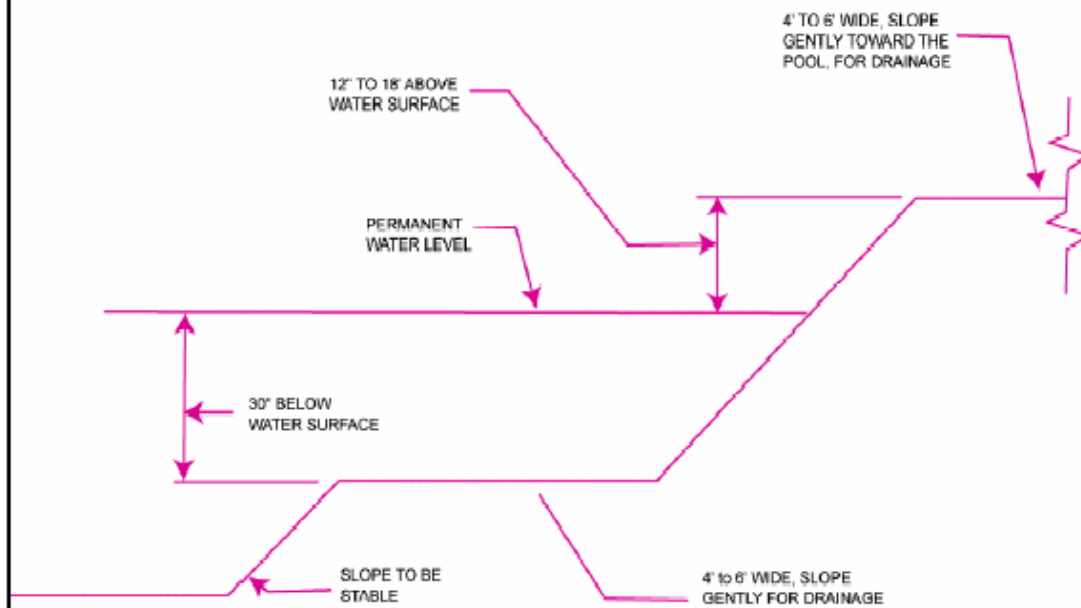 4' TO 6' WIDE, SLOPE
GENTLY TOWARD THE
POOL, FOR DRAINAGE
12" TO 18' ABOVE
WATER SURFACE
PERMANENT
WATER LEVEL
30" BELOW
WATER SURFACE
SLOPE TO BE
STABLE
4' to 6' WIDE, SLOPE
GENTLY FOR DRAINAGE